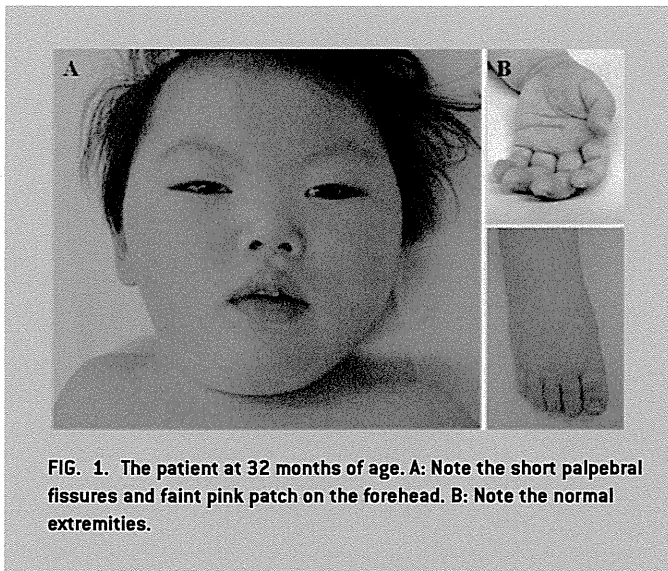 A
B
FIG. 1. The patient at 32 months of age. A: Note the short palpebral
fissures and faint pink patch on the forehead. B: Note the normal
extremities.